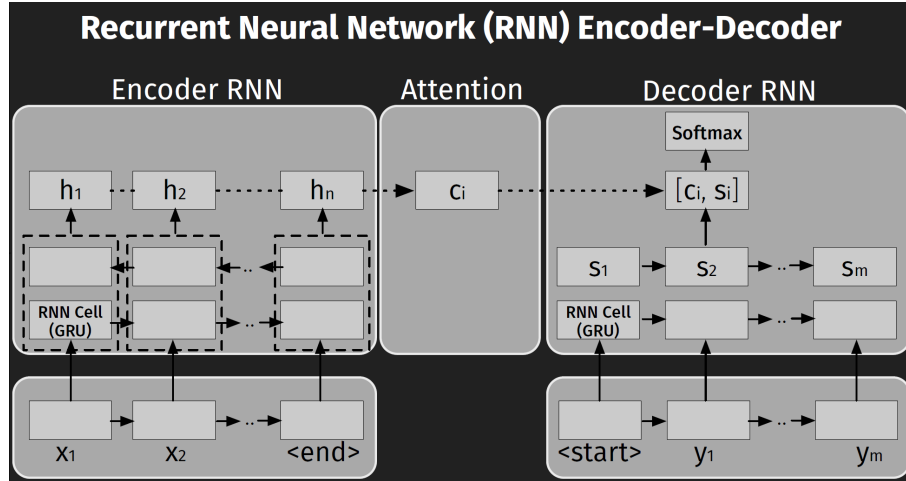 Recurrent Neural Network (RNN) Encoder-Decoder
Encoder RNN
Attention
Decoder RNN
Softmax
h1 h2 hn
ci
[ci, si]
..
s1 s2 .. sm
RNN Cell
(GRU)
..
RNN Cell
(GRU)
..
..
..
x1 x2 <end>
<start> y1 ym